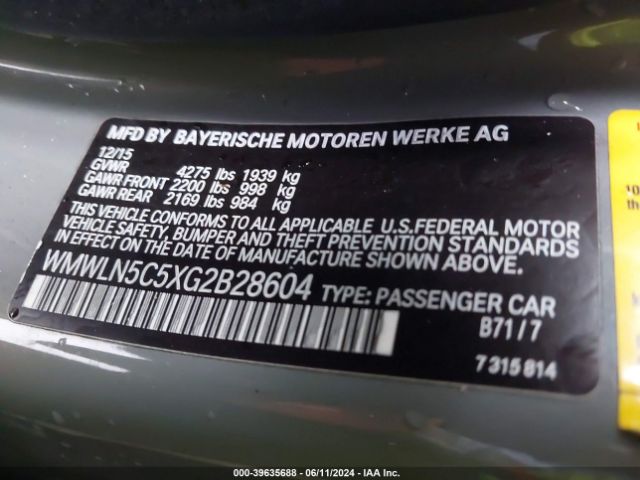 MFD BY BAYERISCHE MOTOREN WERKE AG
12/15
GVWR 4275 lbs 1939 kg
GAWR FRONT 2200 lbs 998 kg
GAWR REAR 2169 lbs 984 kg
THIS VEHICLE CONFORMS TO ALL APPLICABLE U.S.FEDERAL MOTOR
VEHICLE SAFETY, BUMPER AND THEFT PREVENTION STANDARDS IN EFFECT
ON THE DATE OF MANUFACTURE SHOWN ABOVE.
WMWLN5C5XG2B28604 TYPE: PASSENGER CAR
B71/7
7315814
000-39635688 - 06/11/2024 - IAA Inc.